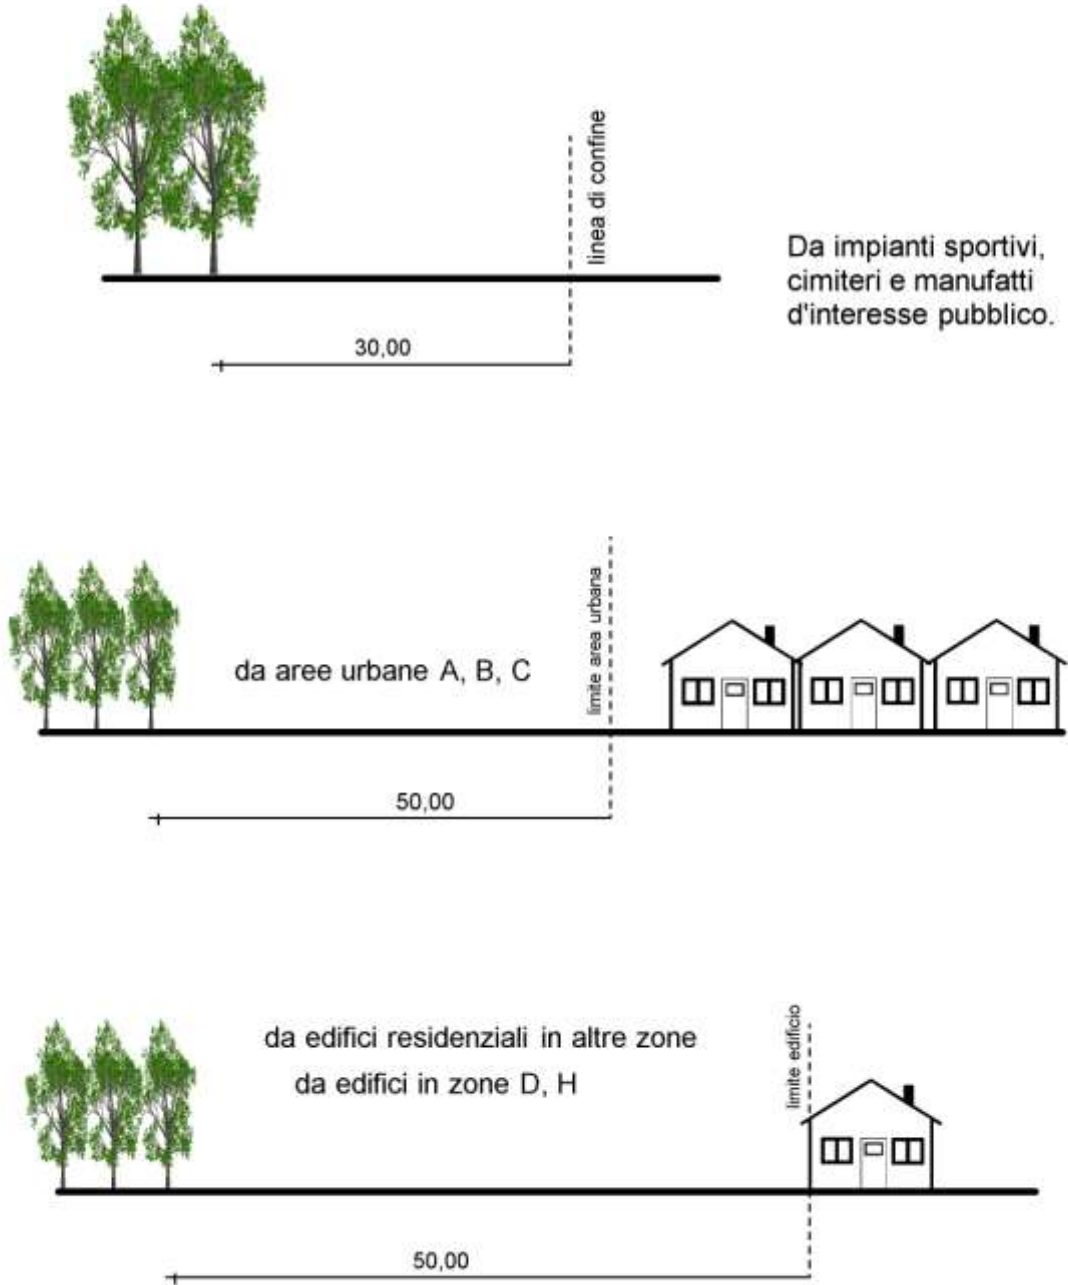 linea di confine
Da impianti sportivi,
cimiteri e manufatti
d'interesse pubblico.
30,00
limite area urbana
da aree urbane A, B, C
50,00
limite edificio
da edifici residenziali in altre zone
da edifici in zone D, H
50,00